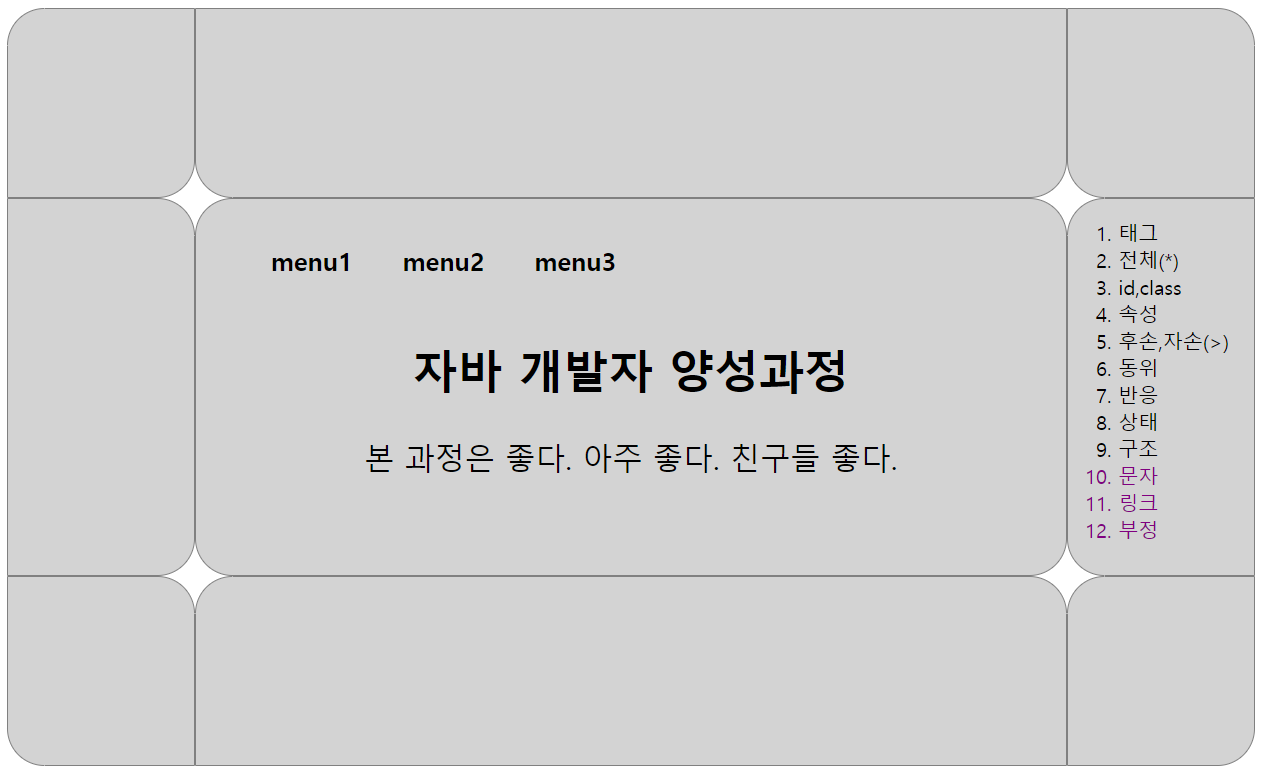 menu1 menu2 menu3
자바 개발자 양성과정
본 과정은 좋다. 아주 좋다. 친구들 좋다.
1. 태그
2. 전체(*)
3. id,class
4. 속성
5. 후손,자손(>)
6. 동위
7. 반응
8. 상태
9. 구조
10. 문자
11. 링크
12. 부정